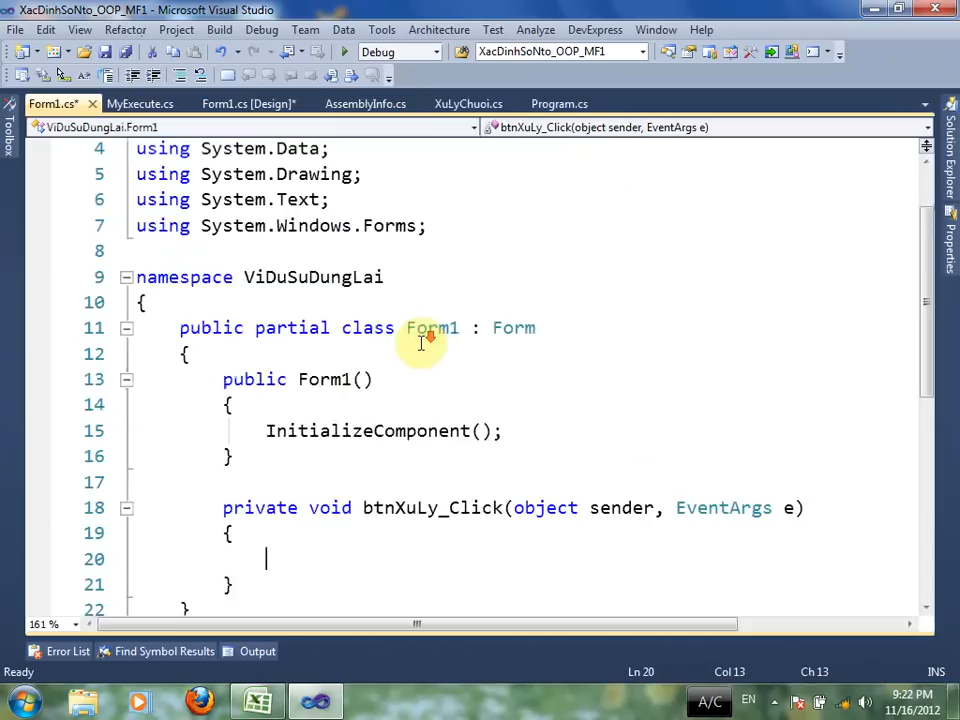 XacDinhSoNto_OOP_MF1 - Microsoft Visual Studio
File Edit View Refactor Project Build Debug Team Data Tools Architecture Test Analyze DevExpress Window Help
Debug XacDinhSoNto_OOP_MF1
Form1.cs* MyExecute.cs Form1.cs [Design]* AssemblyInfo.cs XuLyChuoi.cs Program.cs
ViDuSuDungLai.Form1 btnXuLy_Click(object sender, EventArgs e)
Toolbox
Solution Explorer
Properties
4 using System.Data;
5 using System.Drawing;
6 using System.Text;
7 using System.Windows.Forms;
8
9 namespace ViDuSuDungLai
10 {
11 public partial class Form1 : Form
12 {
13 public Form1()
14 {
15 InitializeComponent();
16 }
17
18 private void btnXuLy_Click(object sender, EventArgs e)
19 {
20
21 }
22 }
161 %
Error List Find Symbol Results Output
Ready Ln 20 Col 13 Ch 13 INS
A/C EN 9:22 PM
11/16/2012